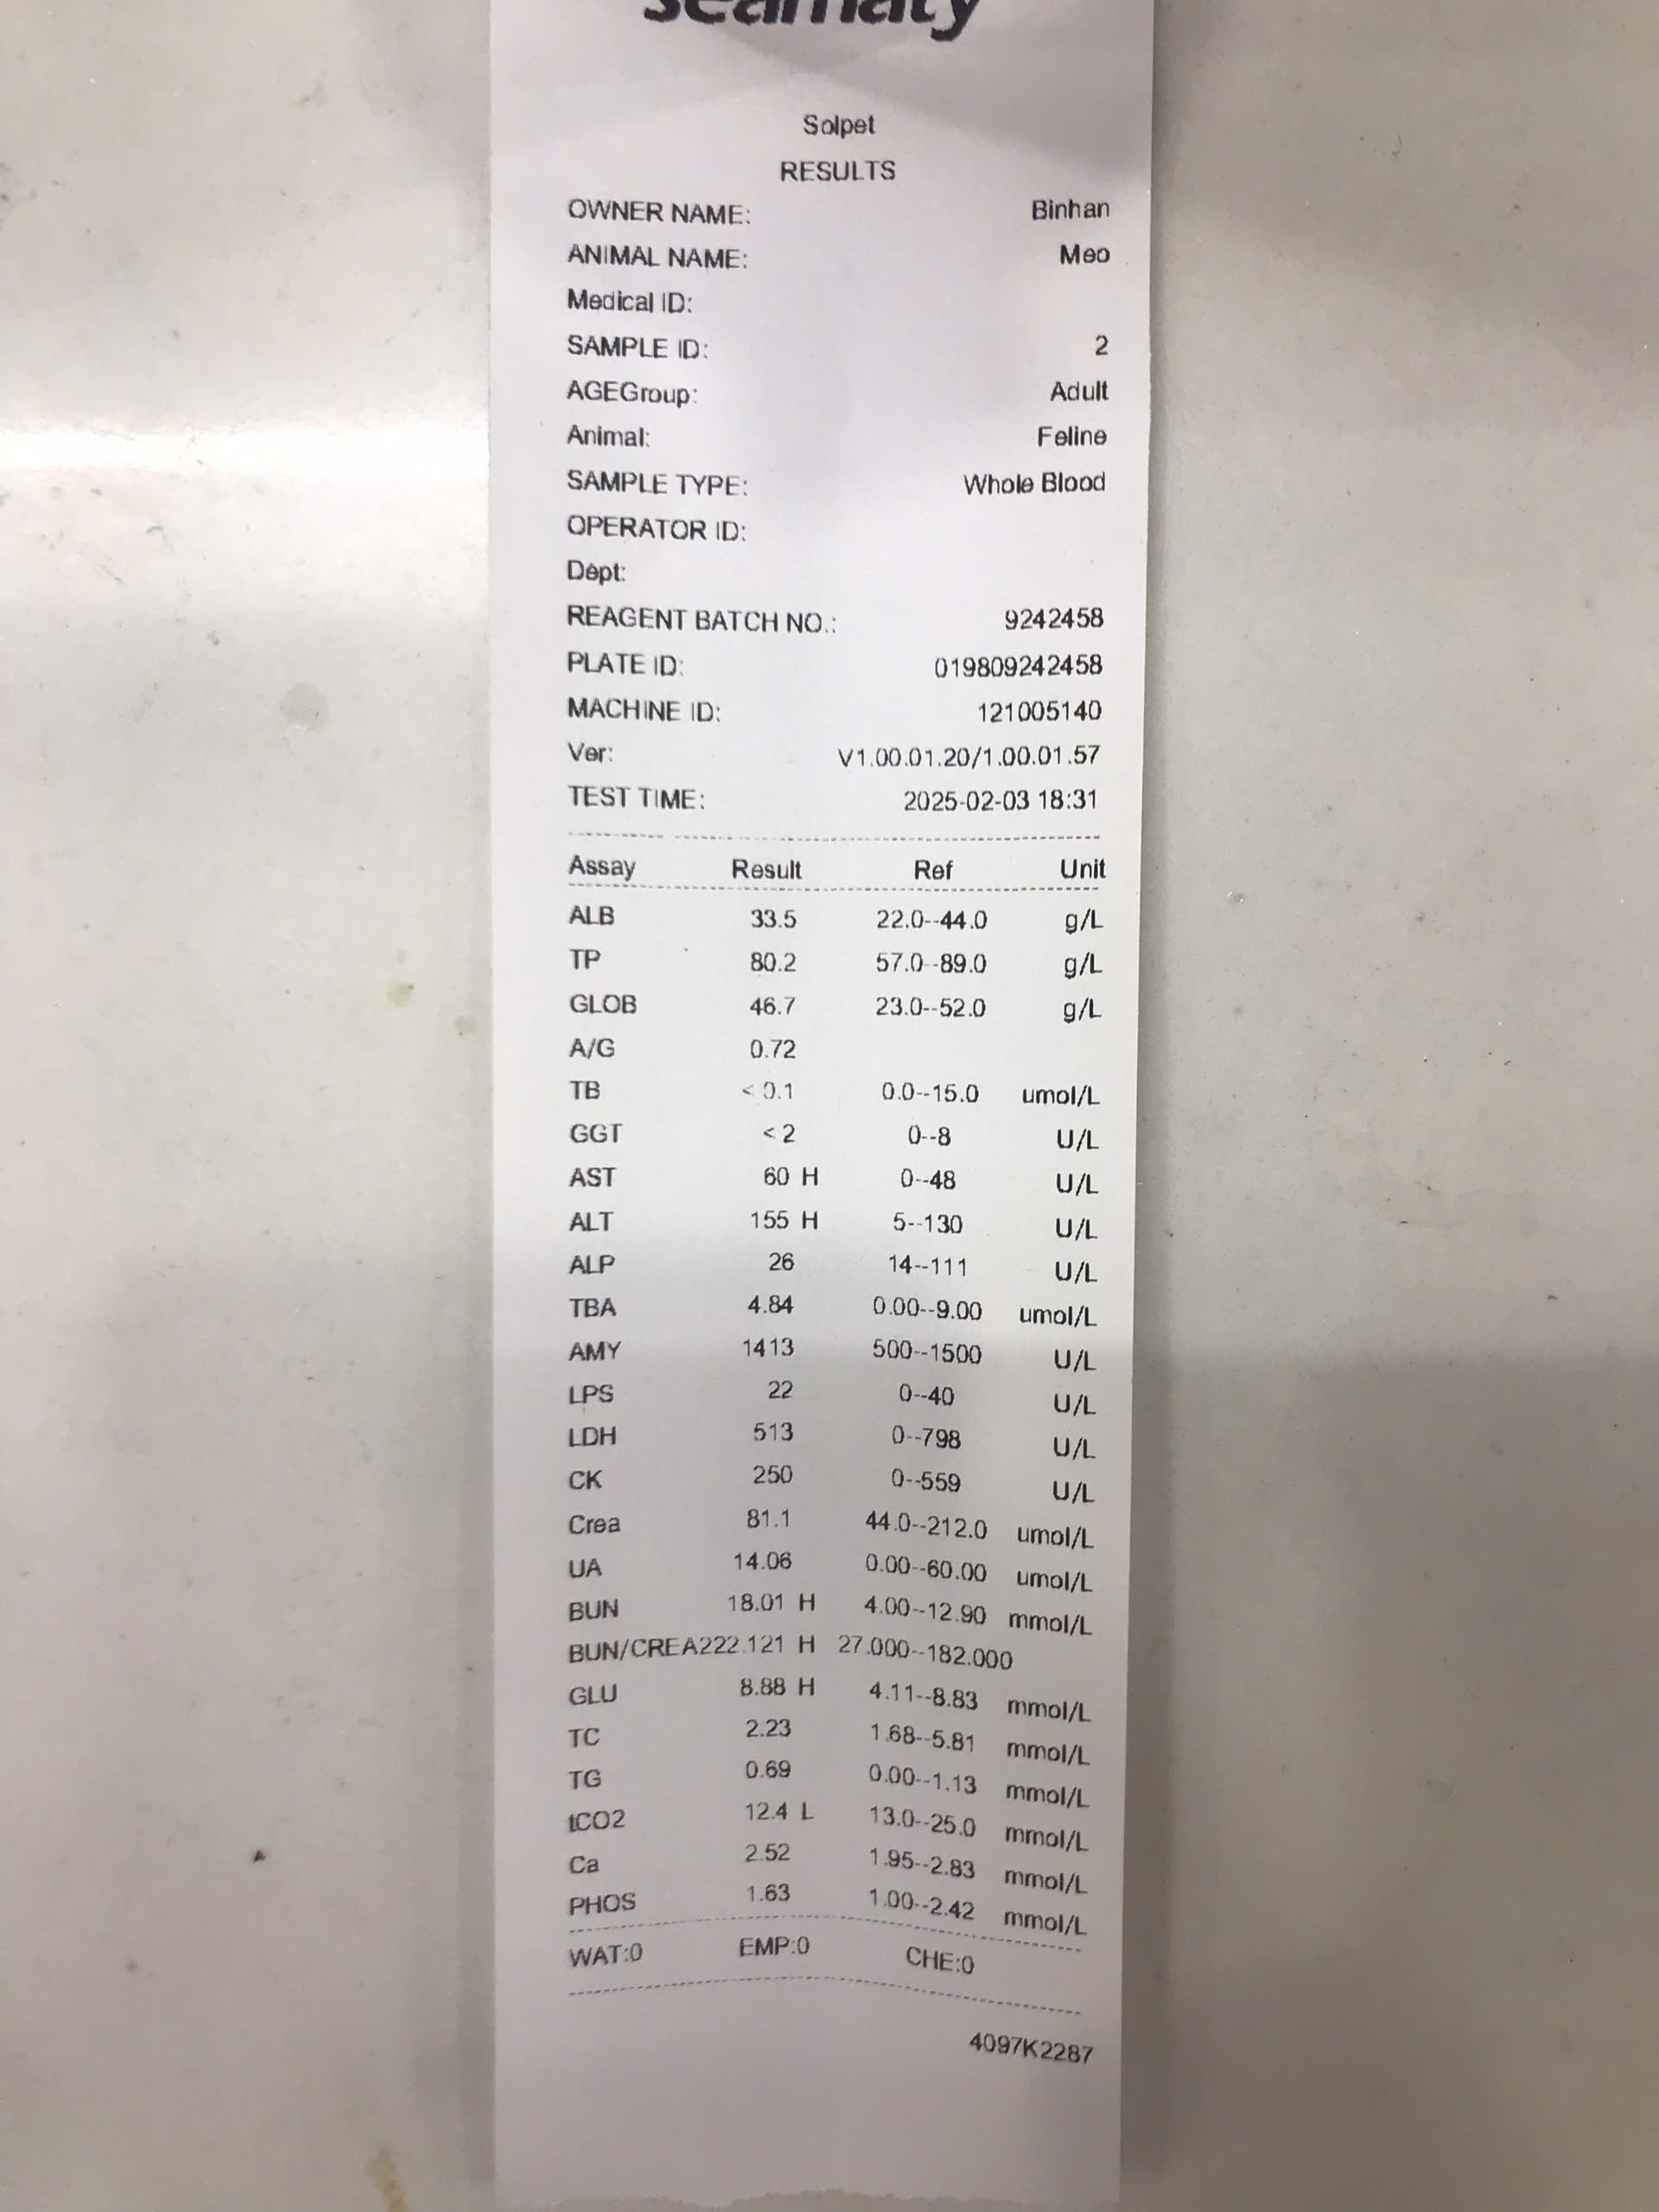 seamaty
Solpet
RESULTS
OWNER NAME: Binhan
ANIMAL NAME: Meo
Medical ID:
SAMPLE ID: 2
AGEGroup: Adult
Animal: Feline
SAMPLE TYPE: Whole Blood
OPERATOR ID:
Dept:
REAGENT BATCH NO.: 9242458
PLATE ID: 019809242458
MACHINE ID: 121005140
Ver: V1.00.01.20/1.00.01.57
TEST TIME: 2025-02-03 18:31
Assay Result Ref Unit
ALB 33.5 22.0--44.0 g/L
TP 80.2 57.0--89.0 g/L
GLOB 46.7 23.0--52.0 g/L
A/G 0.72
TB < 0.1 0.0--15.0 umol/L
GGT < 2 0--8 U/L
AST 60 H 0--48 U/L
ALT 155 H 5--130 U/L
ALP 26 14--111 U/L
TBA 4.84 0.00--9.00 umol/L
AMY 1413 500--1500 U/L
LPS 22 0--40 U/L
LDH 513 0--798 U/L
CK 250 0--559 U/L
Crea 81.1 44.0--212.0 umol/L
UA 14.06 0.00--60.00 umol/L
BUN 18.01 H 4.00--12.90 mmol/L
BUN/CREA222.121 H 27.000--182.000
GLU 8.88 H 4.11--8.83 mmol/L
TC 2.23 1.68--5.81 mmol/L
TG 0.69 0.00--1.13 mmol/L
tCO2 12.4 L 13.0--25.0 mmol/L
Ca 2.52 1.95--2.83 mmol/L
PHOS 1.63 1.00--2.42 mmol/L
WAT:0 EMP:0 CHE:0
4097K2287